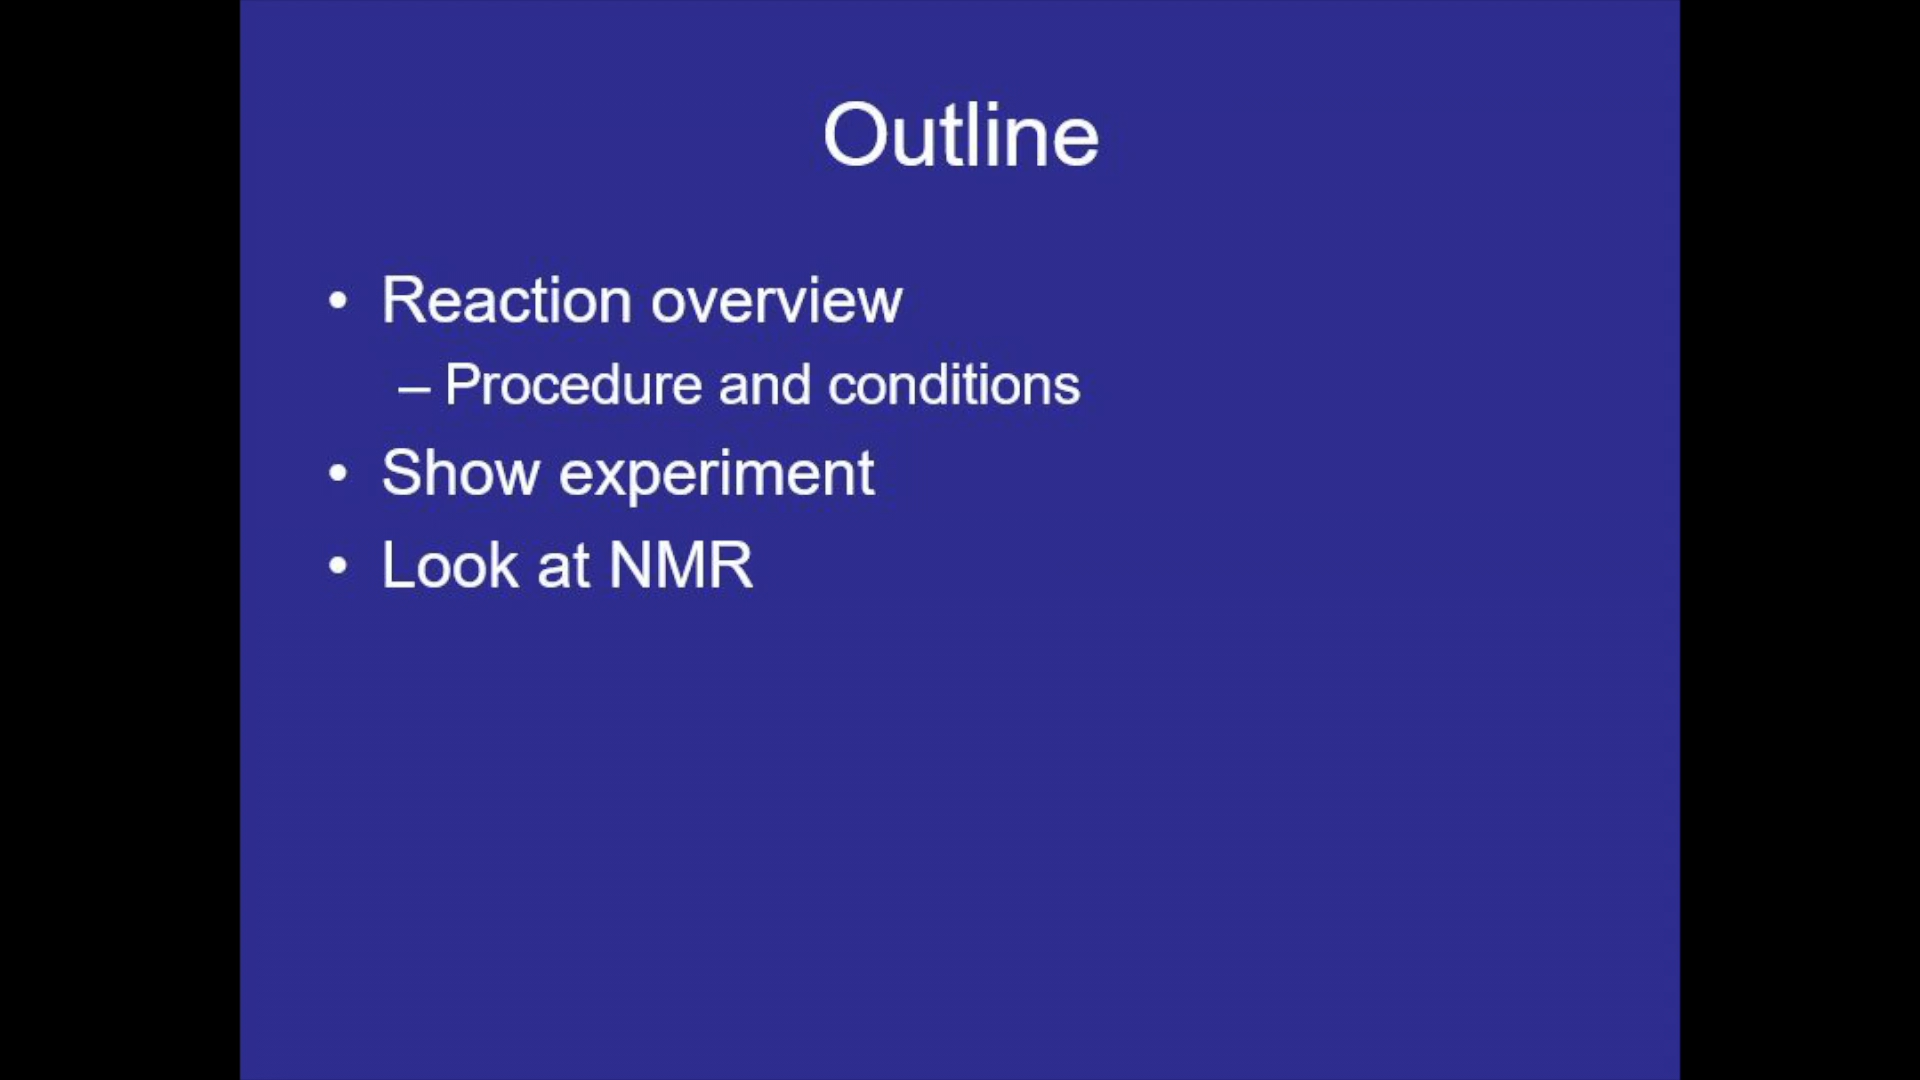 Outline
• Reaction overview
– Procedure and conditions
• Show experiment
• Look at NMR